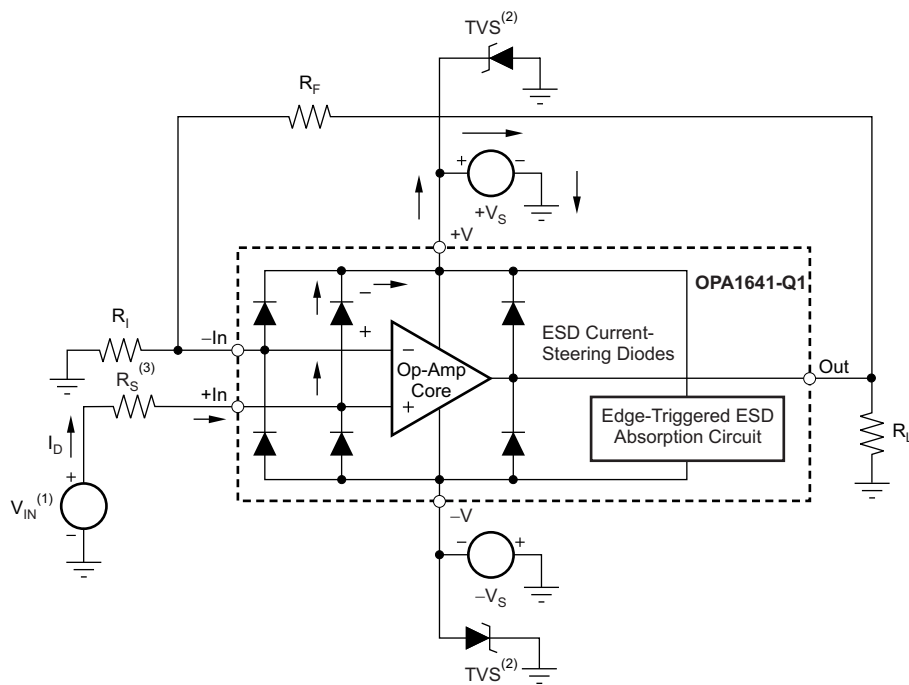 TVS(2)
RF
+ −
+VS
+V
OPA1641-Q1
−
+
RI
−In
(3)
RS
+In
−
+
Op-Amp
Core
ESD Current-
Steering Diodes
Out
Edge-Triggered ESD
Absorption Circuit
RL
ID
+
VIN(1)
−
−V
− +
−VS
TVS(2)